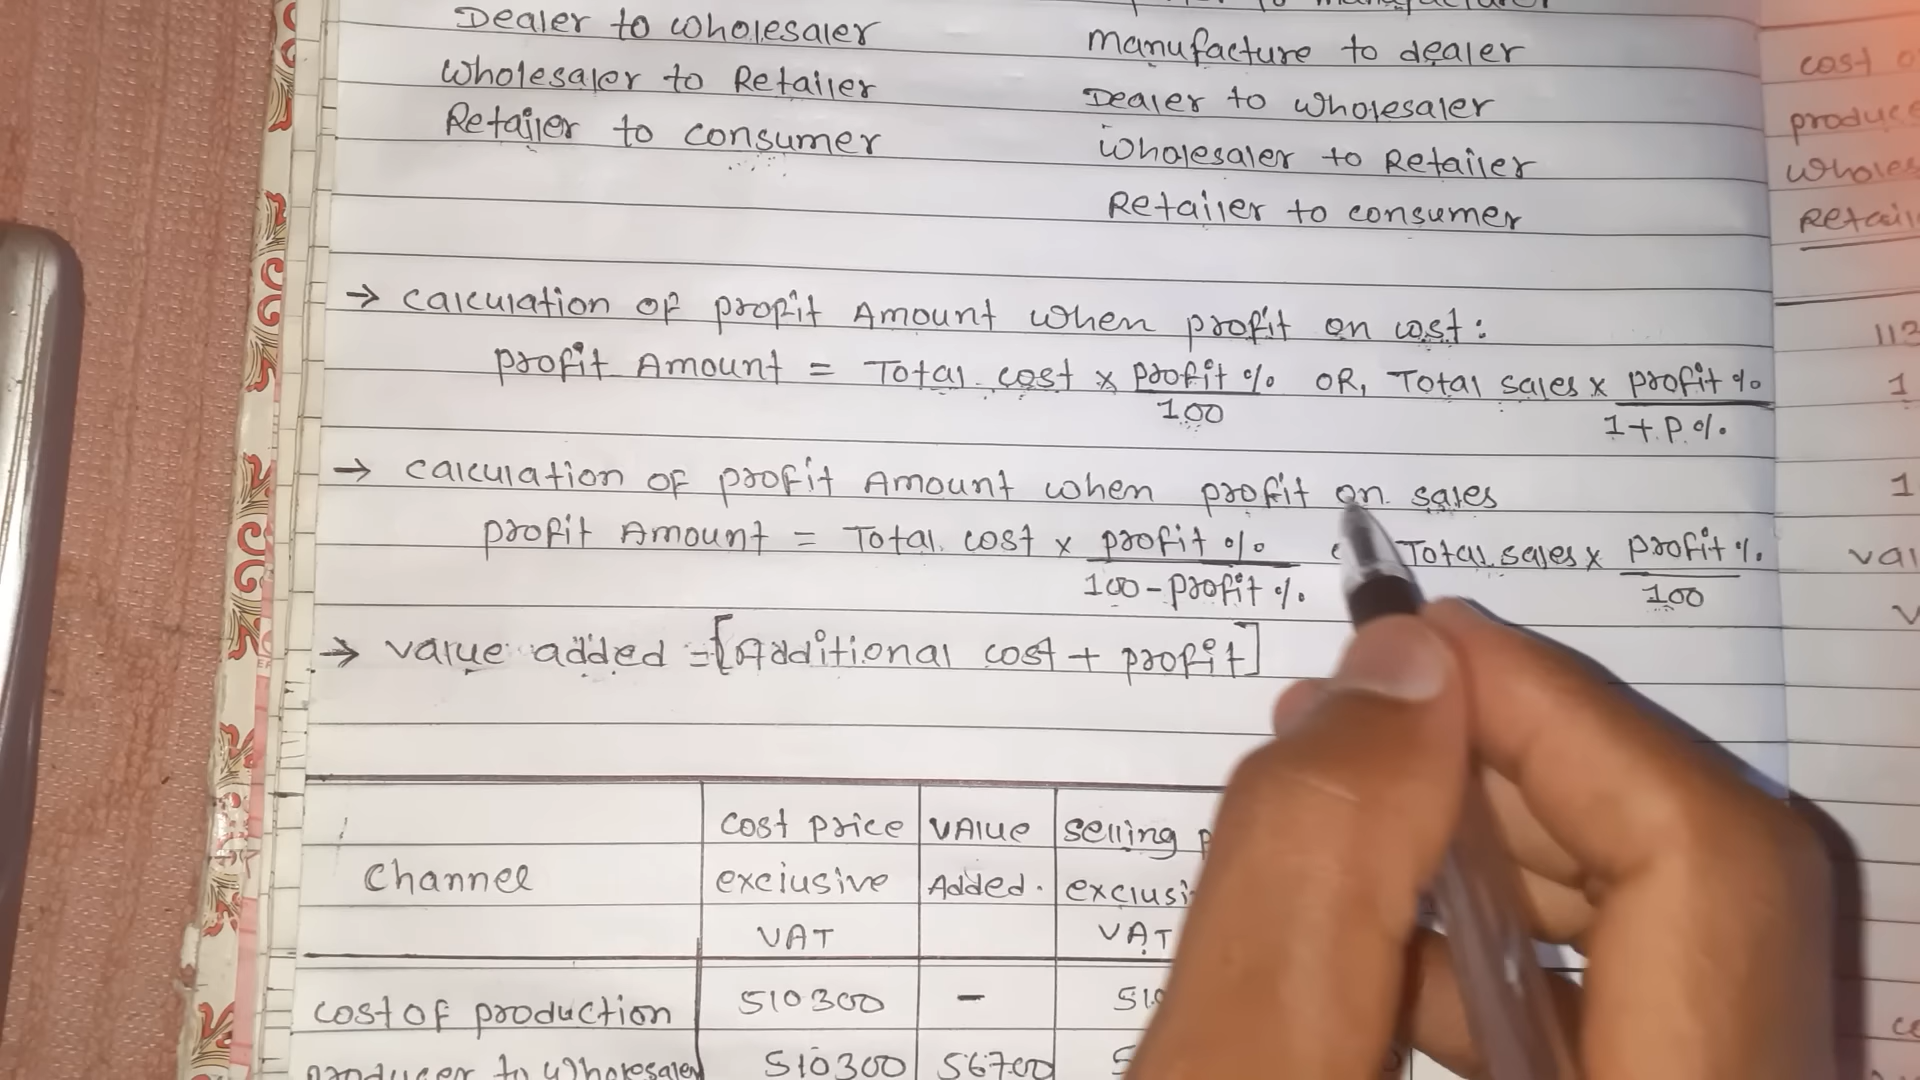 Dealer to wholesaler
wholesaler to Retailer
Retailer to consumer
manufacture to dealer
Dealer to wholesaler
wholesaler to Retailer
Retailer to consumer
→ calculation of profit Amount when profit on cost:
profit Amount = Total cost × profit % / 100 OR, Total sales × profit % / 1 + P %
→ calculation of profit Amount when profit on sales
profit Amount = Total cost × profit % / 100 - profit % Total sales × profit % / 100
→ value added = [Additional cost + profit]
channel
cost price
exclusive
VAT
value
Added.
selling
VAT
cost of production 510300 -
producer to wholesaler 510300 56700
cost